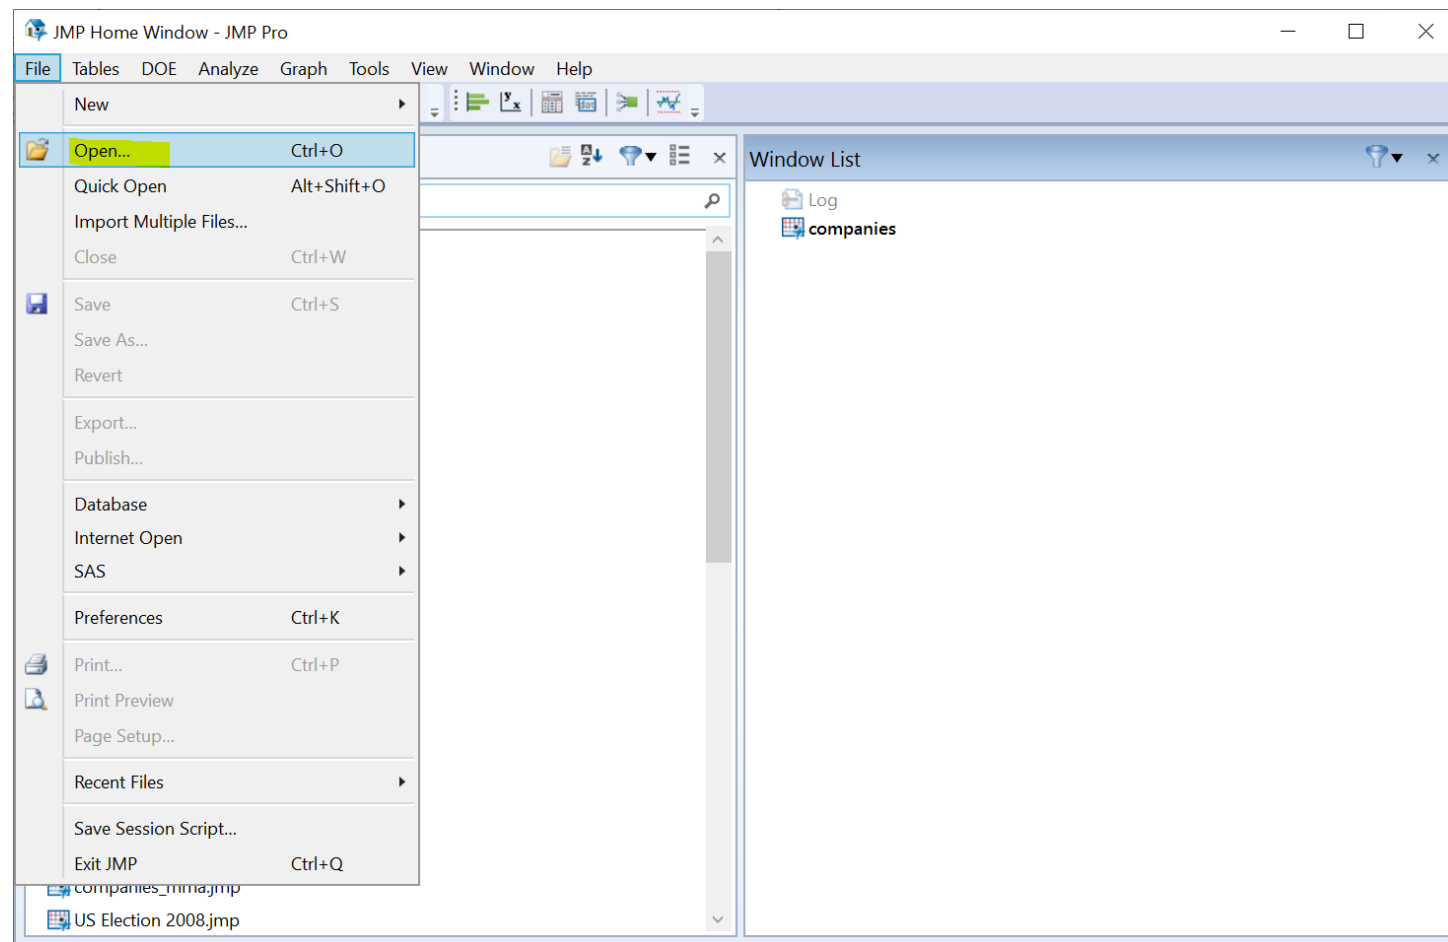 JMP Home Window - JMP Pro
File Tables DOE Analyze Graph Tools View Window Help
New
Open... Ctrl+O
Quick Open Alt+Shift+O
Import Multiple Files...
Close Ctrl+W
Save Ctrl+S
Save As...
Revert
Export...
Publish...
Database
Internet Open
SAS
Preferences Ctrl+K
Print... Ctrl+P
Print Preview
Page Setup...
Recent Files
Save Session Script...
Exit JMP Ctrl+Q
companies_mma.jmp
US Election 2008.jmp
Window List
Log
companies